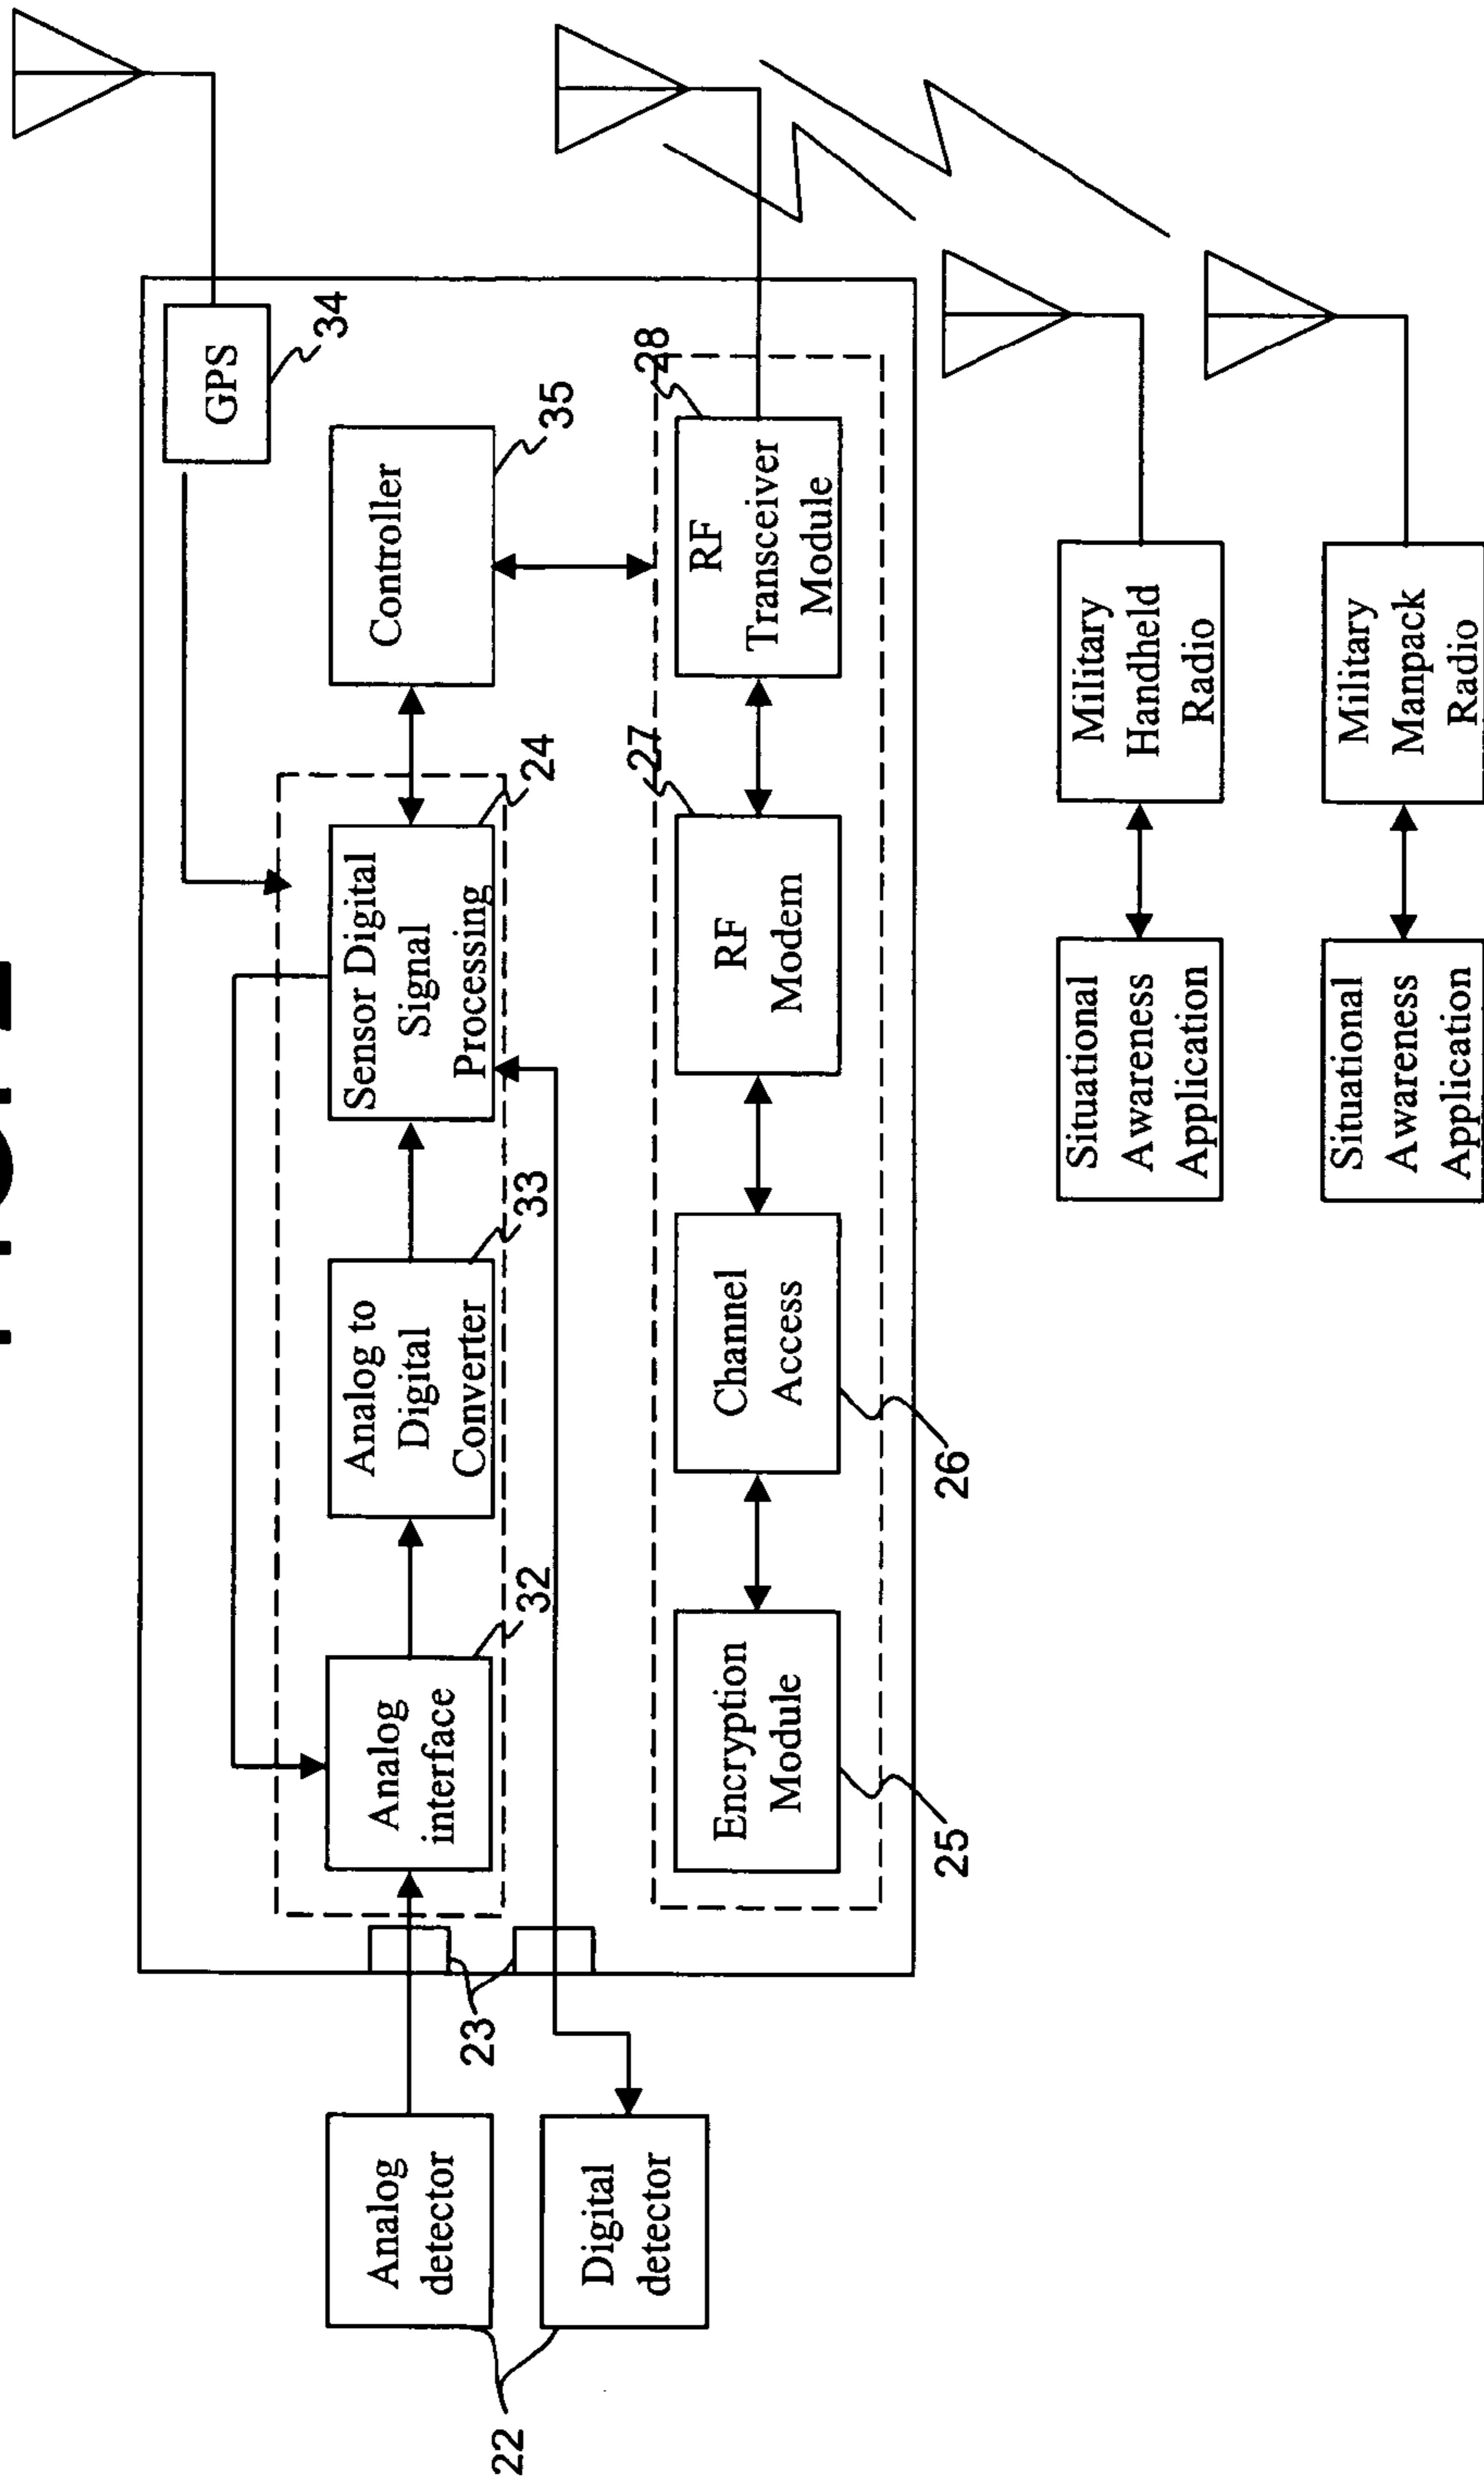 GPS
34
Analog
detector
Analog
interface
Analog to
Digital
Converter
Sensor Digital
Signal
Processing
Controller
22
23
32
33
24
35
Digital
detector
27
28
Encryption
Module
Channel
Access
RF
Modem
RF
Transceiver
Module
25
26
Situational
Awareness
Application
Military
Handheld
Radio
Situational
Awareness
Application
Military
Manpack
Radio